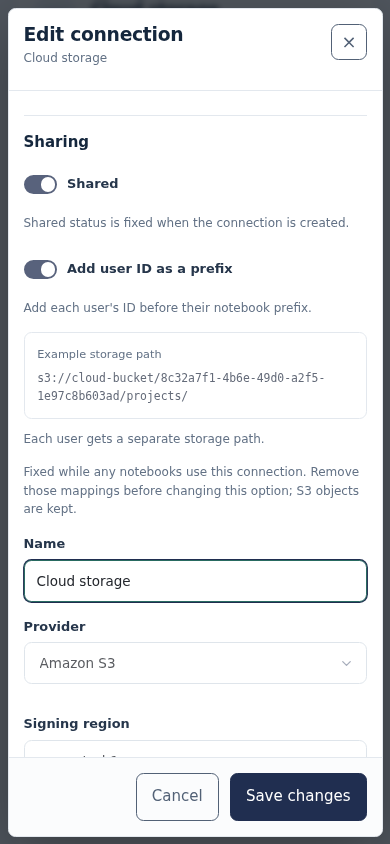 Edit connection
Cloud storage
Sharing
Shared
Shared status is fixed when the connection is created.
Add user ID as a prefix
Add each user's ID before their notebook prefix.
Example storage path
s3://cloud-bucket/8c32a7f1-4b6e-49d0-a2f5-
1e97c8b603ad/projects/
Each user gets a separate storage path.
Fixed while any notebooks use this connection. Remove
those mappings before changing this option; S3 objects
are kept.
Name
Cloud storage
Provider
Amazon S3
Signing region
Cancel
Save changes